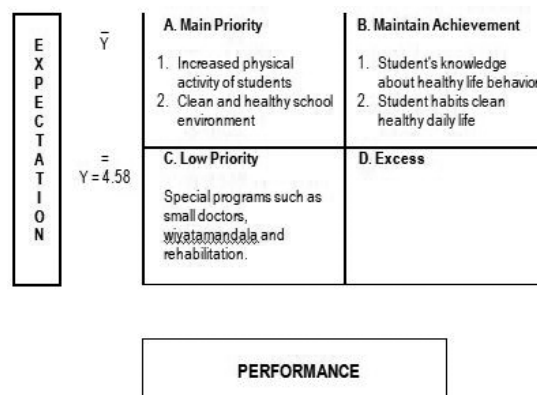 EXPECTATION
Y̅
=
Y = 4.58
A. Main Priority
1. Increased physical
activity of students
2. Clean and healthy school
environment
B. Maintain Achievement
1. Student's knowledge
about healthy life behavior
2. Student habits clean
healthy daily life
C. Low Priority
Special programs such as
small doctors,
wiyatamandala and
rehabilitation.
D. Excess
PERFORMANCE